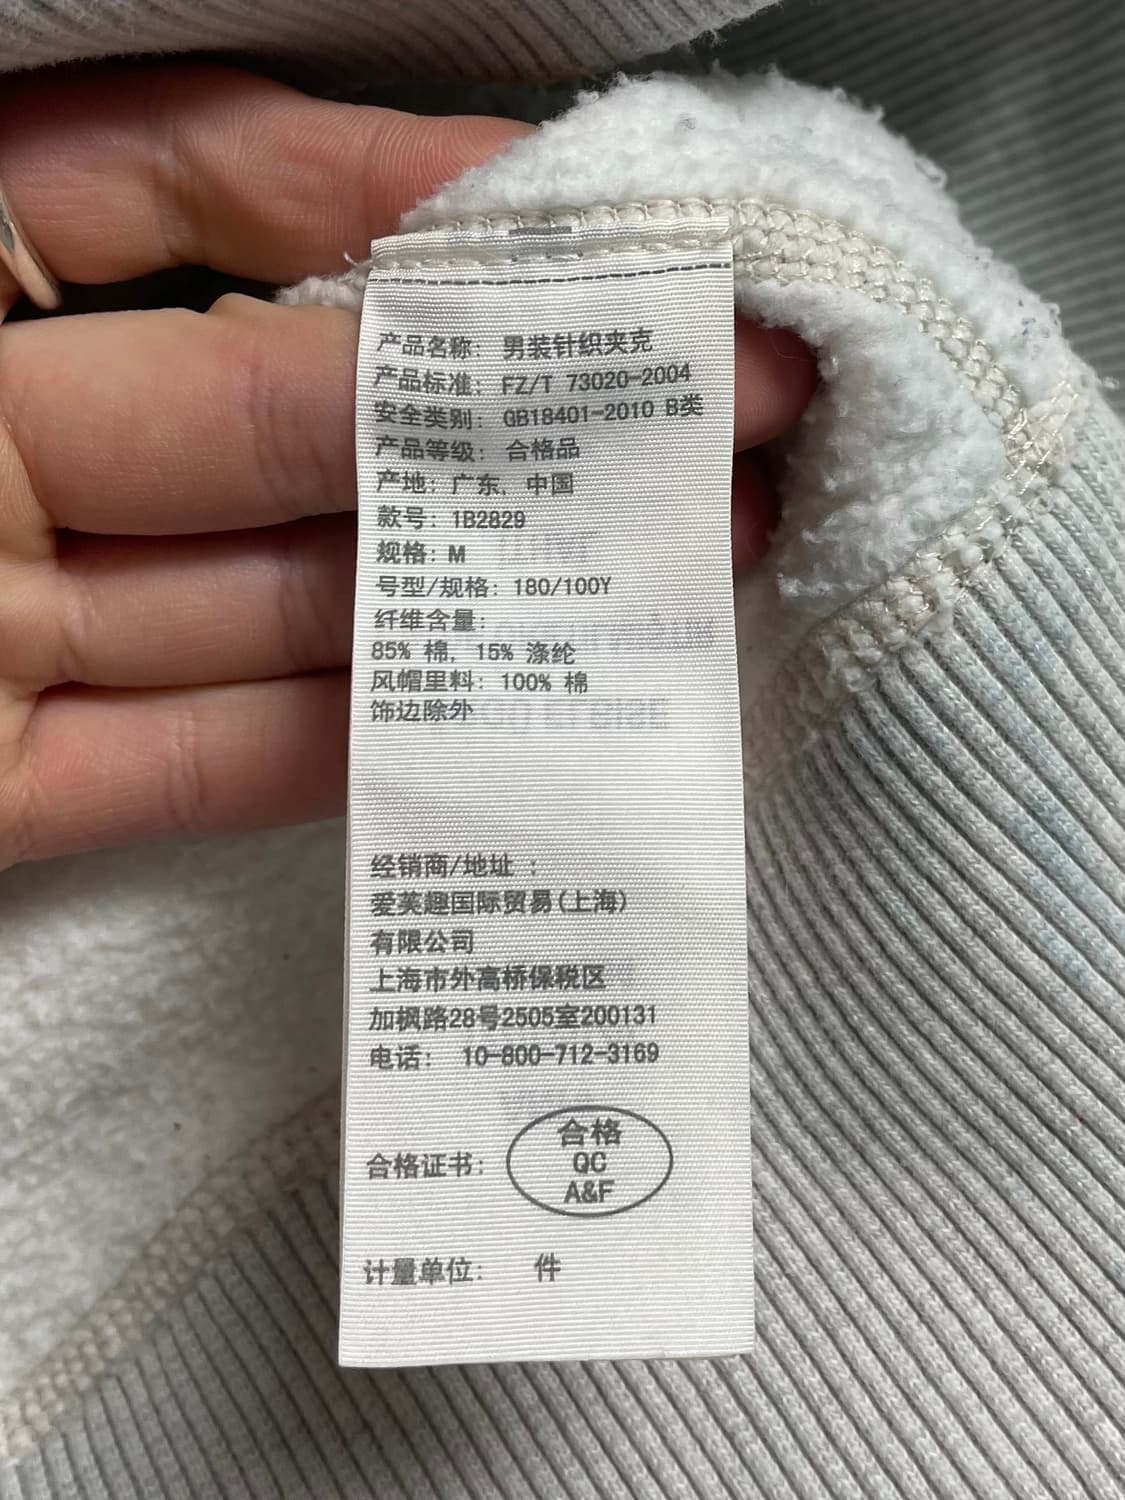 产品名称: 男装针织夹克
产品标准: FZ/T 73020-2004
安全类别: GB18401-2010 B类
产品等级: 合格品
产地: 广东, 中国
款号: 1B2829
规格: M
号型/规格: 180/100Y
纤维含量:
85% 棉, 15% 涤纶
风帽里料: 100% 棉
饰边除外
经销商/地址 :
爱芙趣国际贸易(上海)
有限公司
上海市外高桥保税区
加枫路28号2505室200131
电话: 10-800-712-3169
合格证书:
合格
QC
A&F
计量单位: 件